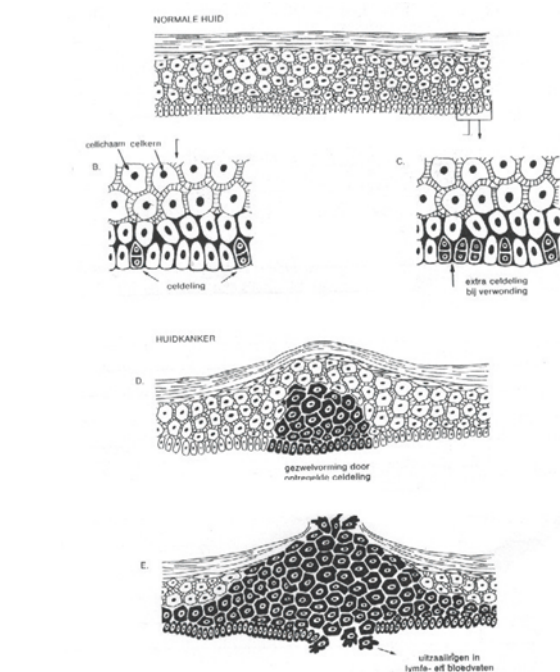 NORMALE HUID
cellichaam celkern
B.
C.
celdeling
extra celdeling
bij verwonding
HUIDKANKER
D.
gezwelvorming door
ontregelde celdeling
E.
uitzaaiingen in
lymfe- en bloedvaten